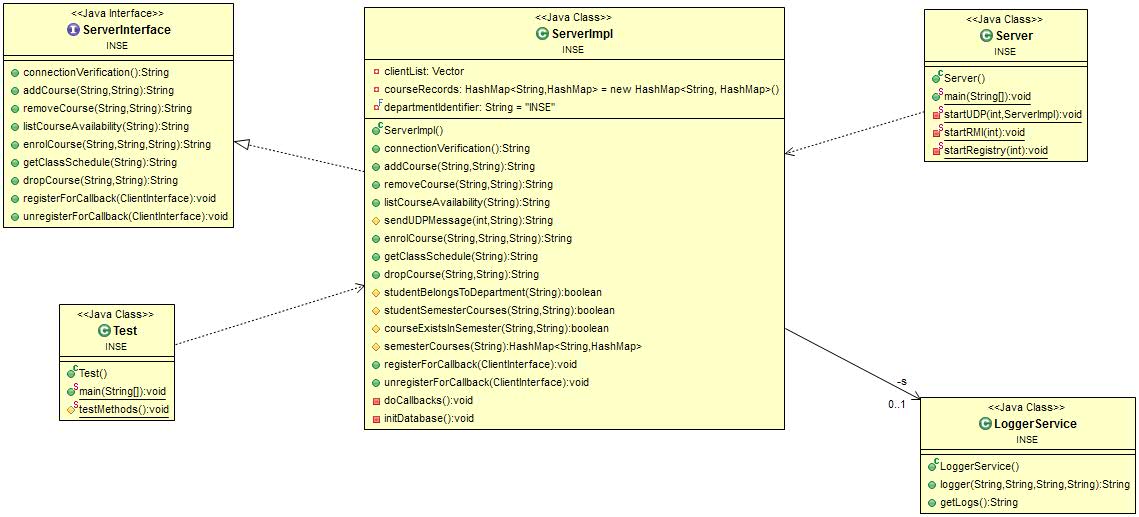 <<Java Interface>>
ServerInterface
INSE
connectionVerification():String
addCourse(String,String):String
removeCourse(String,String):String
listCourseAvailability(String):String
enrolCourse(String,String,String):String
getClassSchedule(String):String
dropCourse(String,String):String
registerForCallback(ClientInterface):void
unregisterForCallback(ClientInterface):void
<<Java Class>>
ServerImpl
INSE
clientList: Vector
courseRecords: HashMap<String,HashMap> = new HashMap<String, HashMap>()
departmentIdentifier: String = "INSE"
ServerImpl()
connectionVerification():String
addCourse(String,String):String
removeCourse(String,String):String
listCourseAvailability(String):String
sendUDPMessage(int,String):String
enrolCourse(String,String,String):String
getClassSchedule(String):String
dropCourse(String,String):String
studentBelongsToDepartment(String):boolean
studentSemesterCourses(String,String):boolean
courseExistsInSemester(String,String):boolean
semesterCourses(String):HashMap<String,HashMap>
registerForCallback(ClientInterface):void
unregisterForCallback(ClientInterface):void
doCallbacks():void
initDatabase():void
<<Java Class>>
Server
INSE
Server()
main(String[]):void
startUDP(int,ServerImpl):void
startRMI(int):void
startRegistry(int):void
<<Java Class>>
Test
INSE
Test()
main(String[]):void
testMethods():void
-s
0..1
<<Java Class>>
LoggerService
INSE
LoggerService()
logger(String,String,String,String):String
getLogs():String